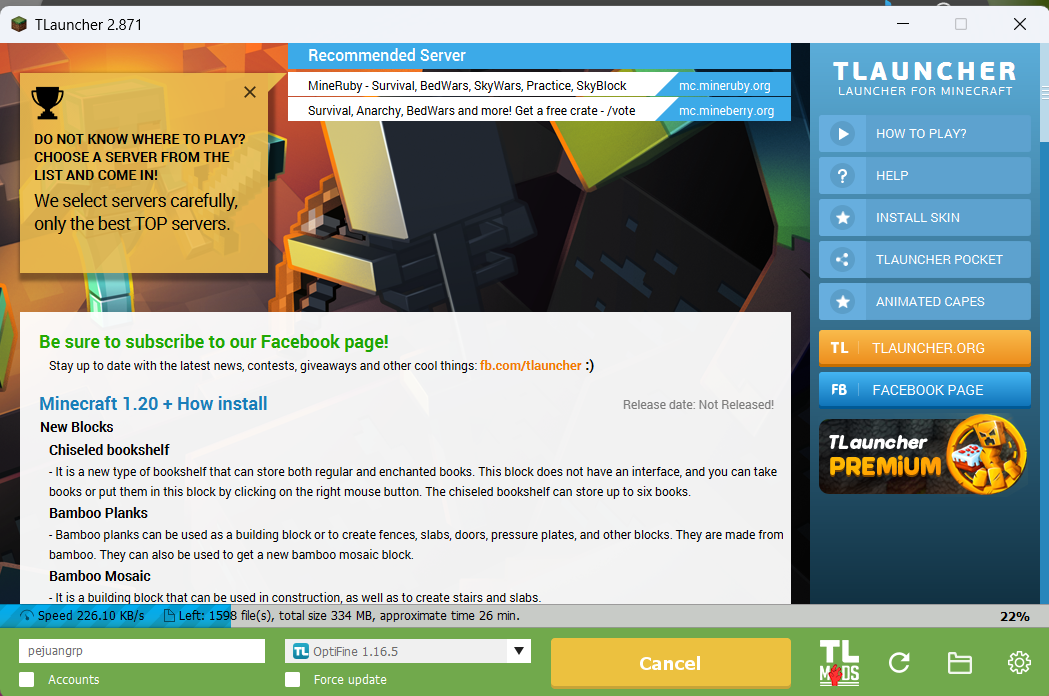 TLauncher 2.871
Recommended Server
MineRuby - Survival, BedWars, SkyWars, Practice, SkyBlock
mc.mineruby.org
Survival, Anarchy, BedWars and more! Get a free crate - /vote
mc.mineberry.org
DO NOT KNOW WHERE TO PLAY?
CHOOSE A SERVER FROM THE
LIST AND COME IN!
We select servers carefully,
only the best TOP servers.
Be sure to subscribe to our Facebook page!
Stay up to date with the latest news, contests, giveaways and other cool things: fb.com/tlauncher :)
Minecraft 1.20 + How install
Release date: Not Released!
New Blocks
Chiseled bookshelf
- It is a new type of bookshelf that can store both regular and enchanted books. This block does not have an interface, and you can take
books or put them in this block by clicking on the right mouse button. The chiseled bookshelf can store up to six books.
Bamboo Planks
- Bamboo planks can be used as a building block or to create fences, slabs, doors, pressure plates, and other blocks. They are made from
bamboo. They can also be used to get a new bamboo mosaic block.
Bamboo Mosaic
- It is a building block that can be used in construction, as well as to create stairs and slabs.
TLAUNCHER
LAUNCHER FOR MINECRAFT
HOW TO PLAY?
? HELP
INSTALL SKIN
TLAUNCHER POCKET
ANIMATED CAPES
TL TLAUNCHER.ORG
FB FACEBOOK PAGE
TLauncher
PREMIUM
Speed 226.10 KB/s Left: 1598 file(s), total size 334 MB, approximate time 26 min.
22%
pejuangrp
TL OptiFine 1.16.5
Cancel
TL
MODS
Accounts
Force update